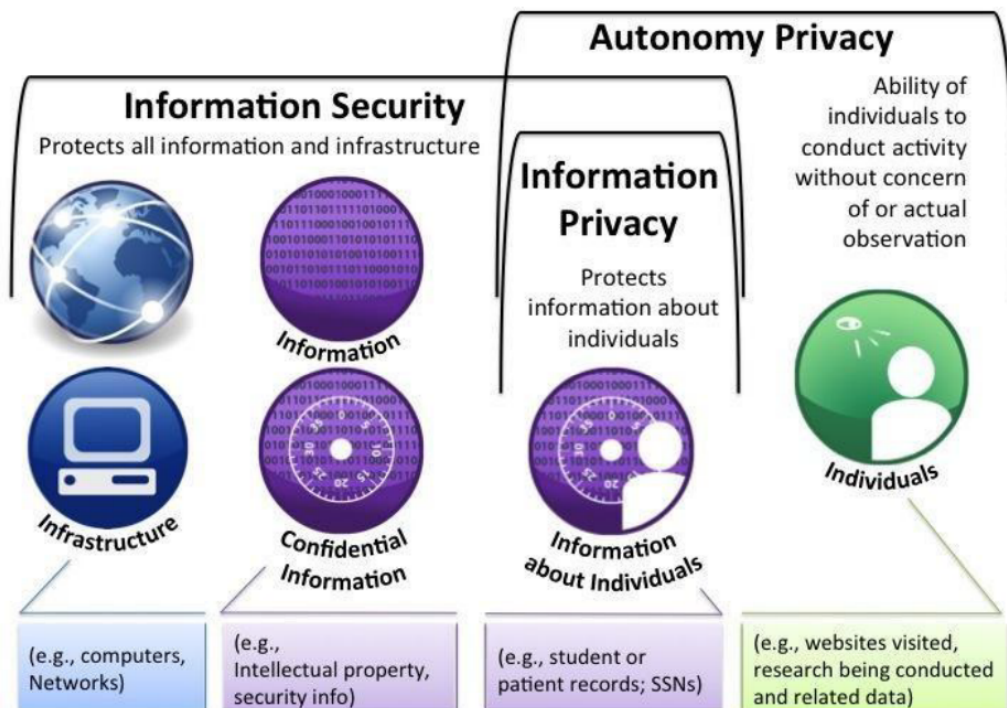 Autonomy Privacy
Ability of
individuals to
conduct activity
without concern
of or actual
observation
Information Security
Protects all information and infrastructure
Information
Privacy
Protects
information about
individuals
Information
Infrastructure
Confidential
Information
Information
about Individuals
Individuals
(e.g., computers,
Networks)
(e.g.,
Intellectual property,
security info)
(e.g., student or
patient records; SSNs)
(e.g., websites visited,
research being conducted
and related data)